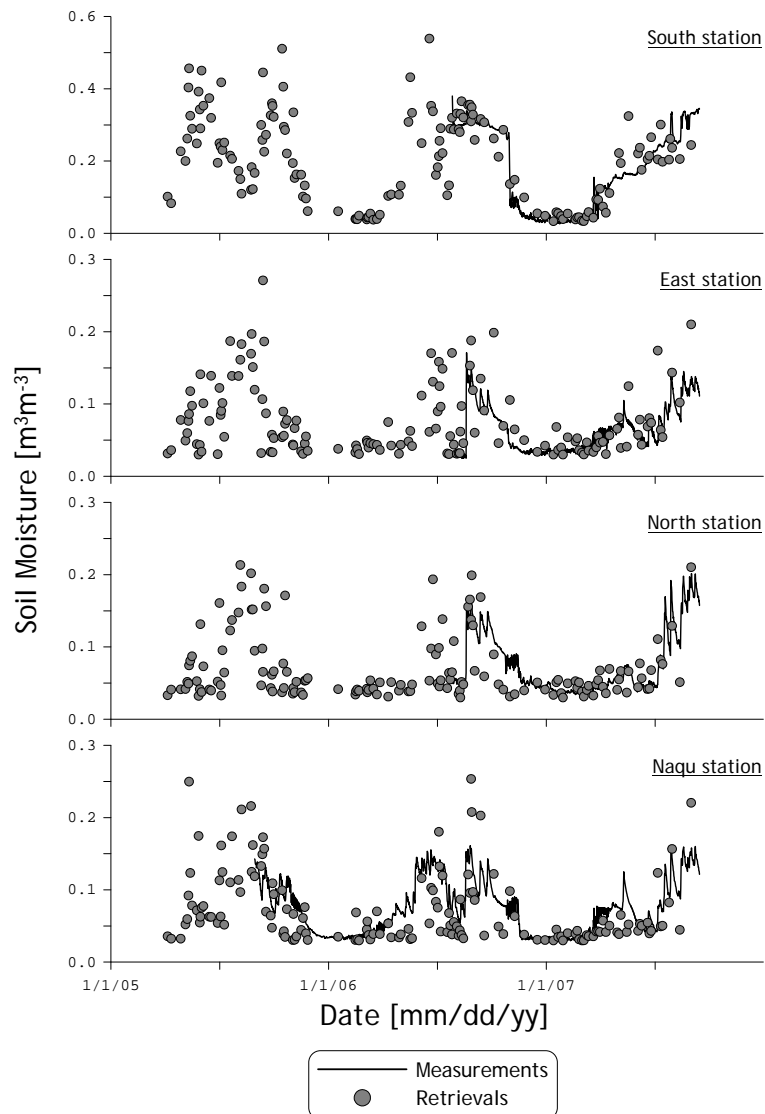 0.6
South station
0.4
0.2
0.0
0.3
East station
0.2
0.1
0.0
0.3
North station
0.2
0.1
0.0
0.3
Naqu station
0.2
0.1
0.0
Soil Moisture [m³m⁻³]
1/1/05 1/1/06 1/1/07
Date [mm/dd/yy]
Measurements
Retrievals